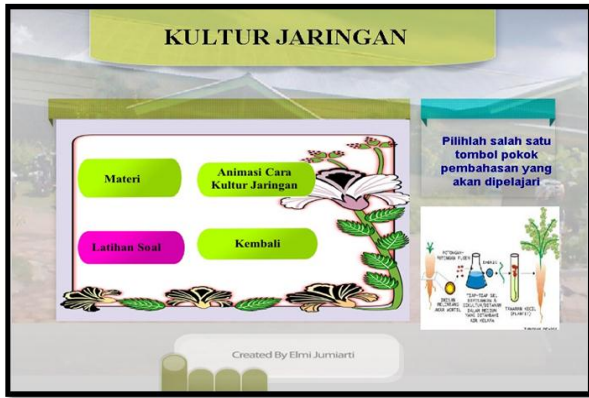 KULTUR JARINGAN
Materi
Animasi Cara
Kultur Jaringan
Latihan Soal
Kembali
Pilihlah salah satu
tombol pokok
pembahasan yang
akan dipelajari
Created By Elmi Jumiarti